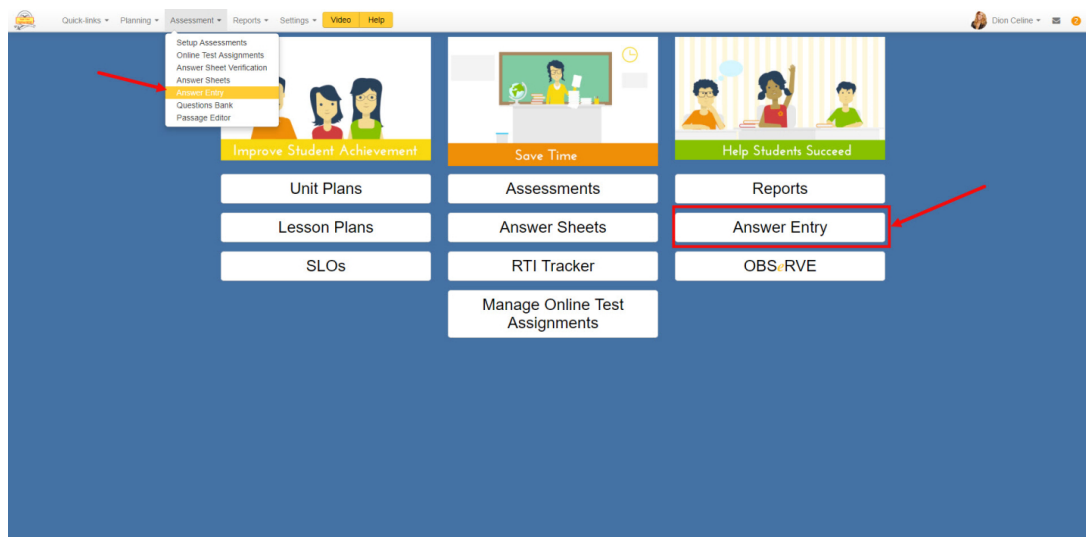 Quick-links Planning Assessment Reports Settings Video Help Dion Celine
Setup Assessments
Online Test Assignments
Answer Sheet Verification
Answer Sheets
Answer Entry
Questions Bank
Passage Editor
Improve Student Achievement
Save Time
Help Students Succeed
Unit Plans
Assessments
Reports
Lesson Plans
Answer Sheets
Answer Entry
SLOs
RTI Tracker
OBSeRVE
Manage Online Test
Assignments